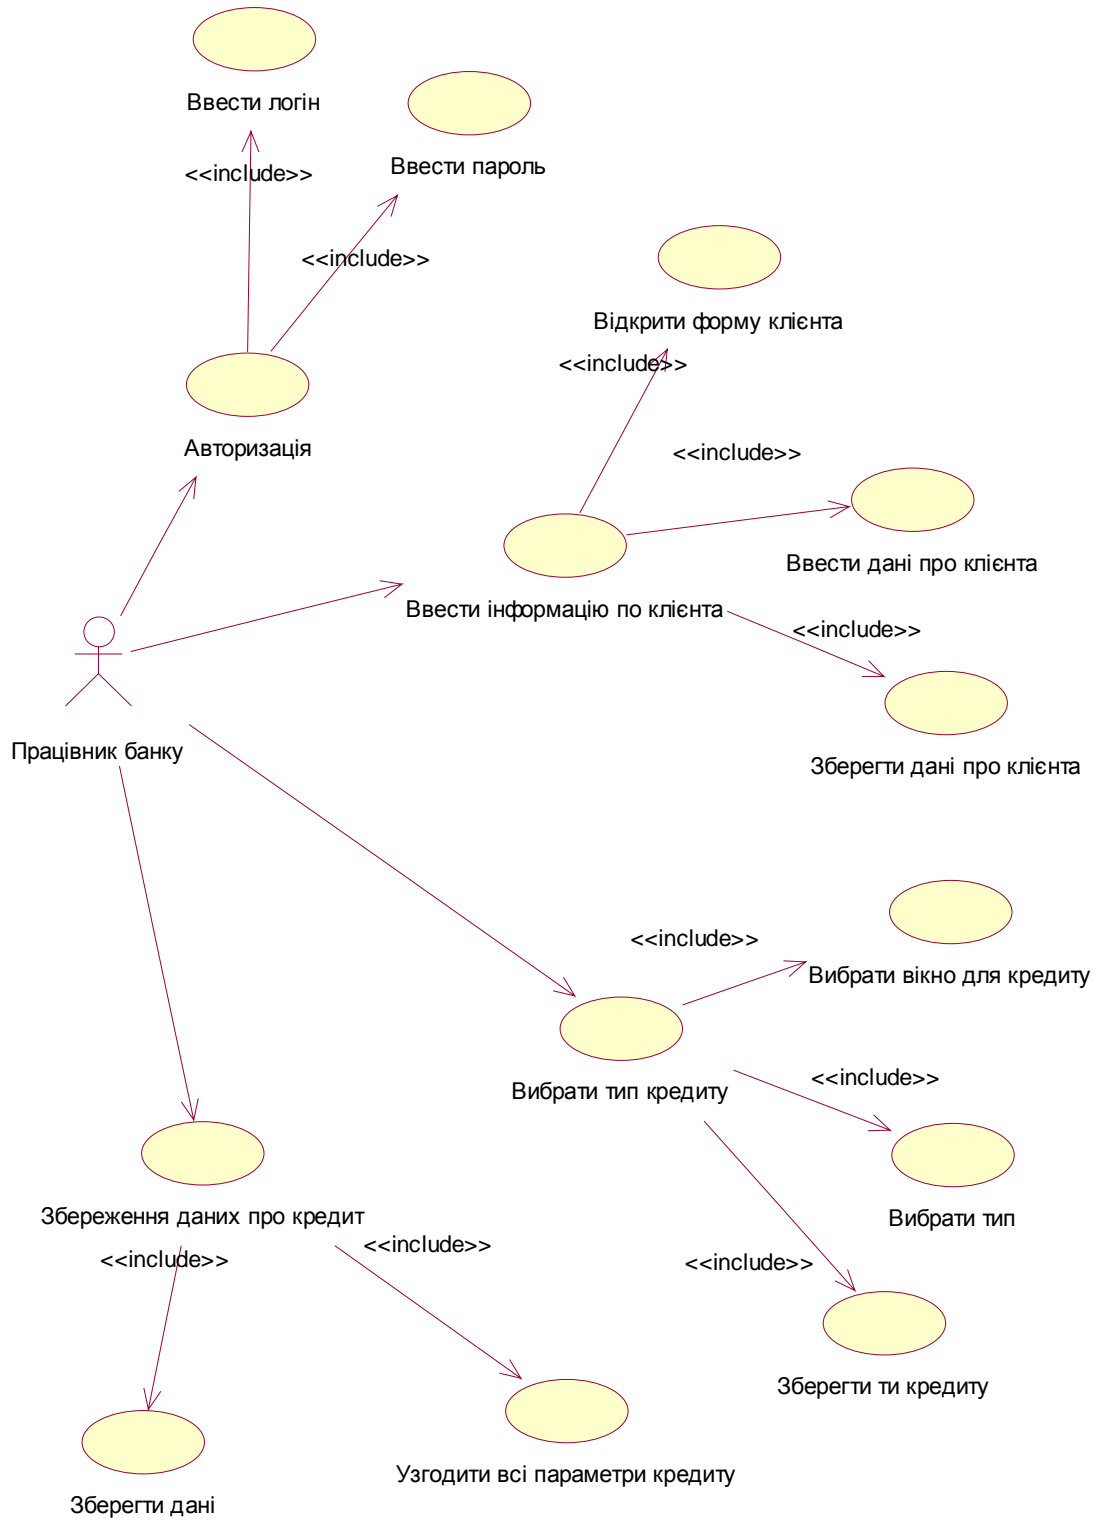 Ввести логін
<<include>>
Ввести пароль
<<include>>
Відкрити форму клієнта
<<include>>
Авторизація
<<include>>
Ввести дані про клієнта
Ввести інформацію по клієнта
<<include>>
Працівник банку
Зберегти дані про клієнта
<<include>>
Вибрати вікно для кредиту
Вибрати тип кредиту
<<include>>
Вибрати тип
Збереження даних про кредит
<<include>>
<<include>>
<<include>>
Зберегти ти кредиту
Узгодити всі параметри кредиту
Зберегти дані